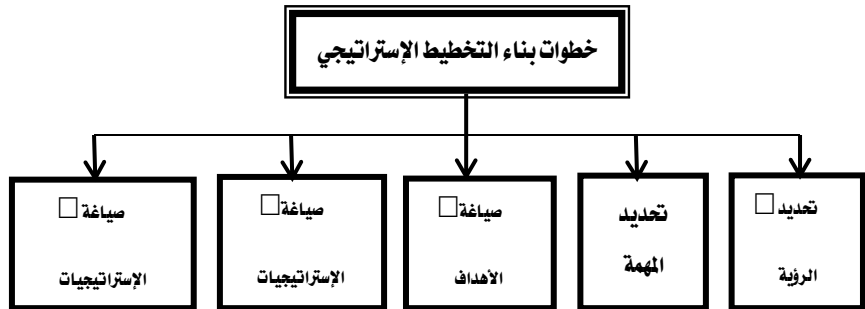 خطوات بناء التخطيط الإستراتيجي
تحديد
الرؤية
تحديد
المهمة
صياغة
الأهداف
صياغة
الإستراتيجيات
صياغة
الإستراتيجيات